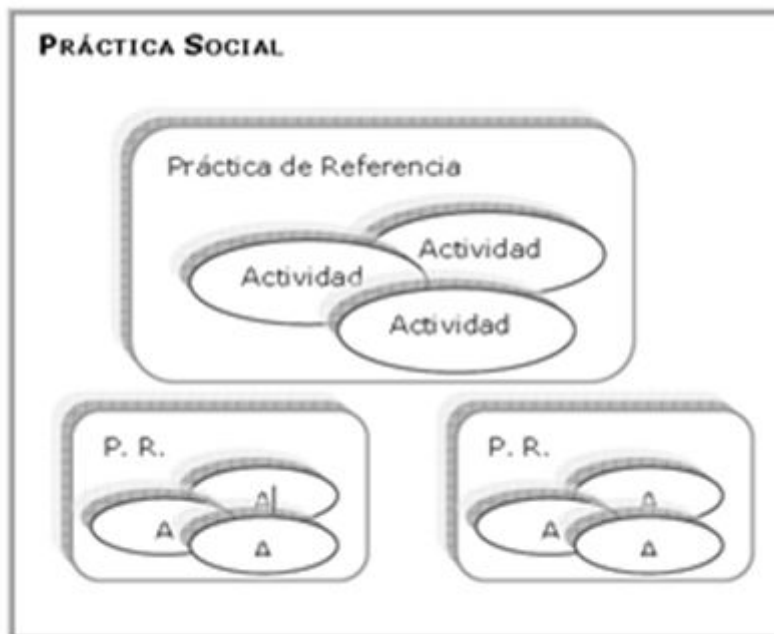 PRÁCTICA SOCIAL
Práctica de Referencia
Actividad
Actividad
Actividad
P. R.
A
A
A
P. R.
A
A
A